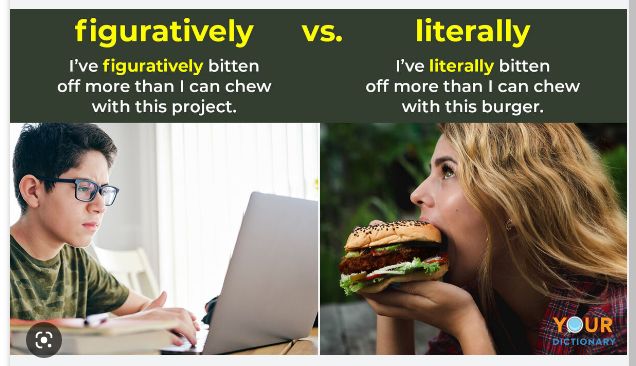 figuratively vs. literally
I've figuratively bitten
off more than I can chew
with this project.
I've literally bitten
off more than I can chew
with this burger.
YOUR
DICTIONARY